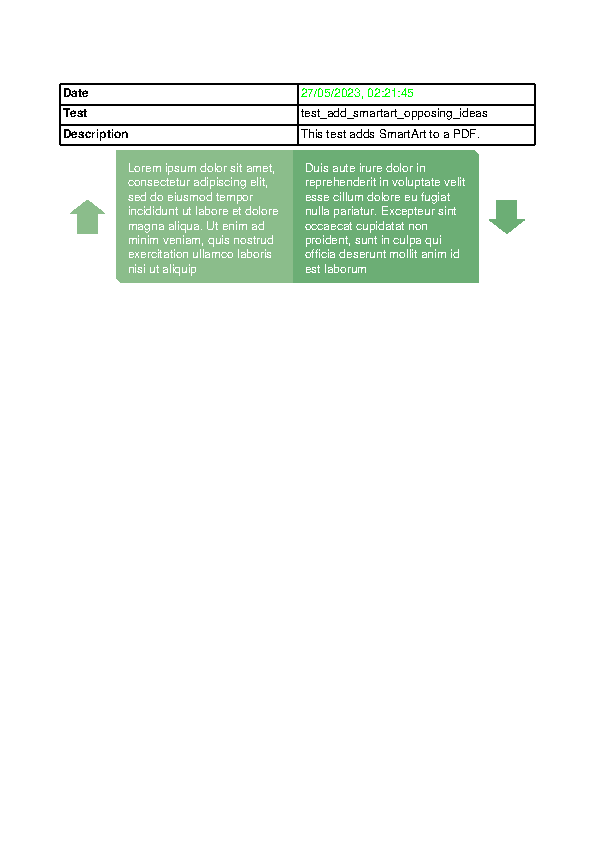 Date 27/05/2023, 02:21:45
Test test_add_smartart_opposing_ideas
Description This test adds SmartArt to a PDF.
Lorem ipsum dolor sit amet,
consectetur adipiscing elit,
sed do eiusmod tempor
incididunt ut labore et dolore
magna aliqua. Ut enim ad
minim veniam, quis nostrud
exercitation ullamco laboris
nisi ut aliquip
Duis aute irure dolor in
reprehenderit in voluptate velit
esse cillum dolore eu fugiat
nulla pariatur. Excepteur sint
occaecat cupidatat non
proident, sunt in culpa qui
officia deserunt mollit anim id
est laborum